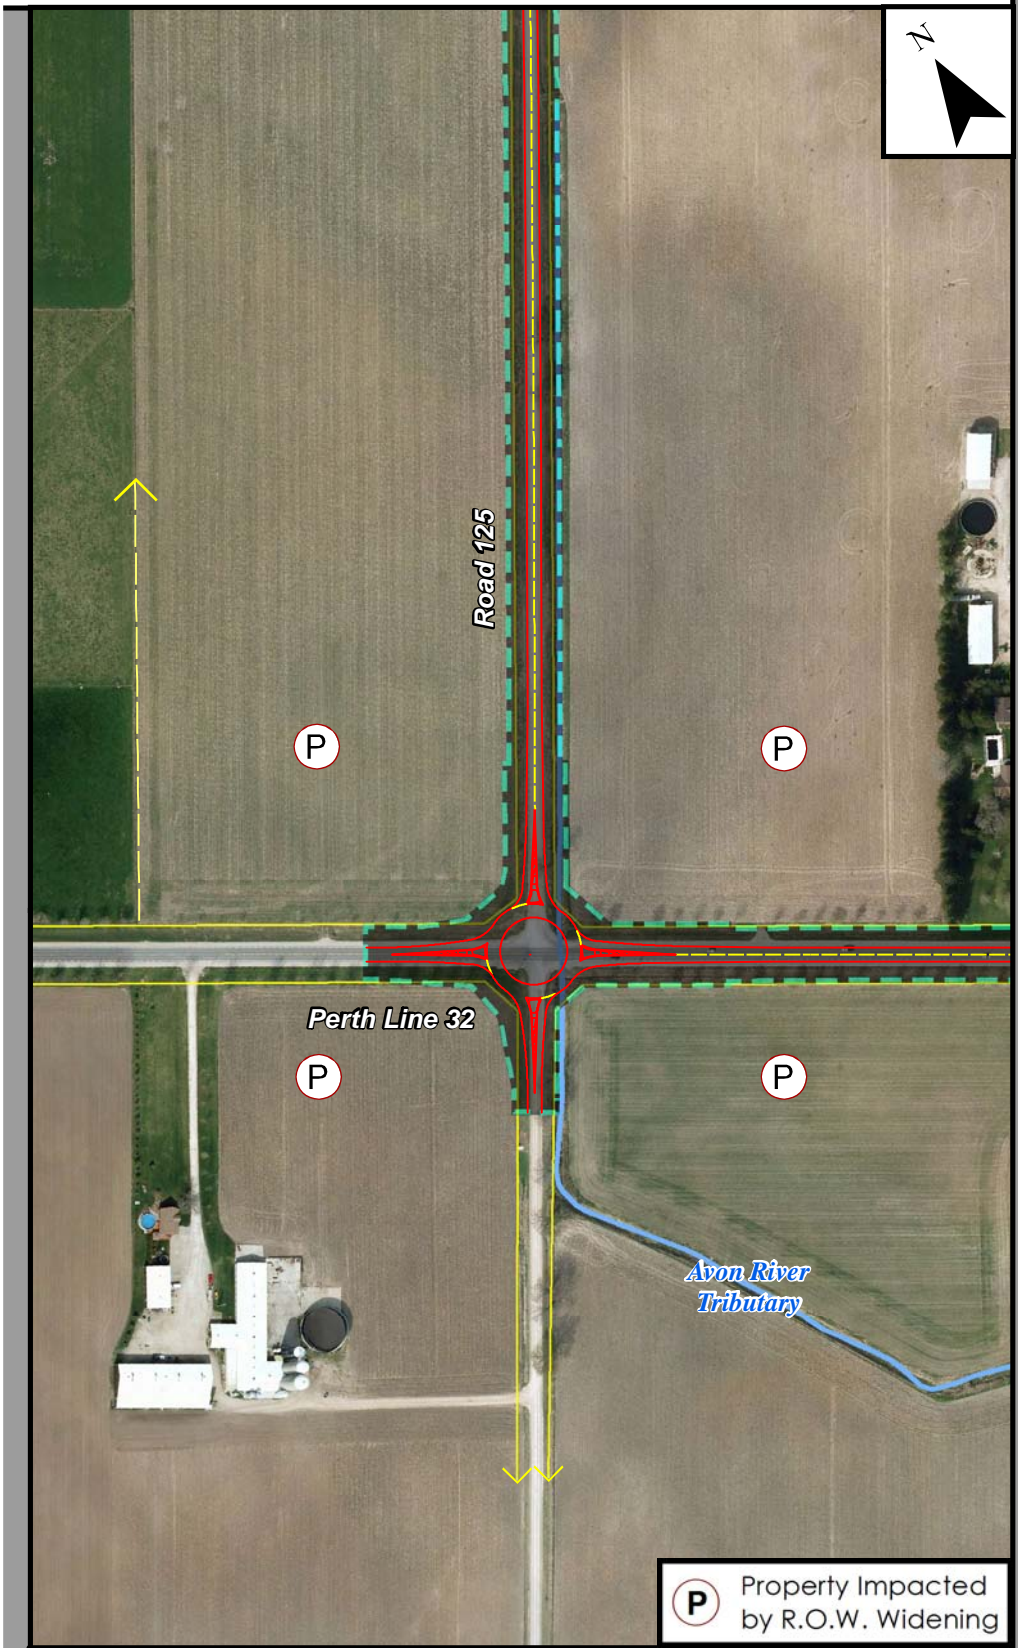 N
Road 125
P
P
Perth Line 32
P
P
Avon River
Tributary
P
Property Impacted
by R.O.W. Widening